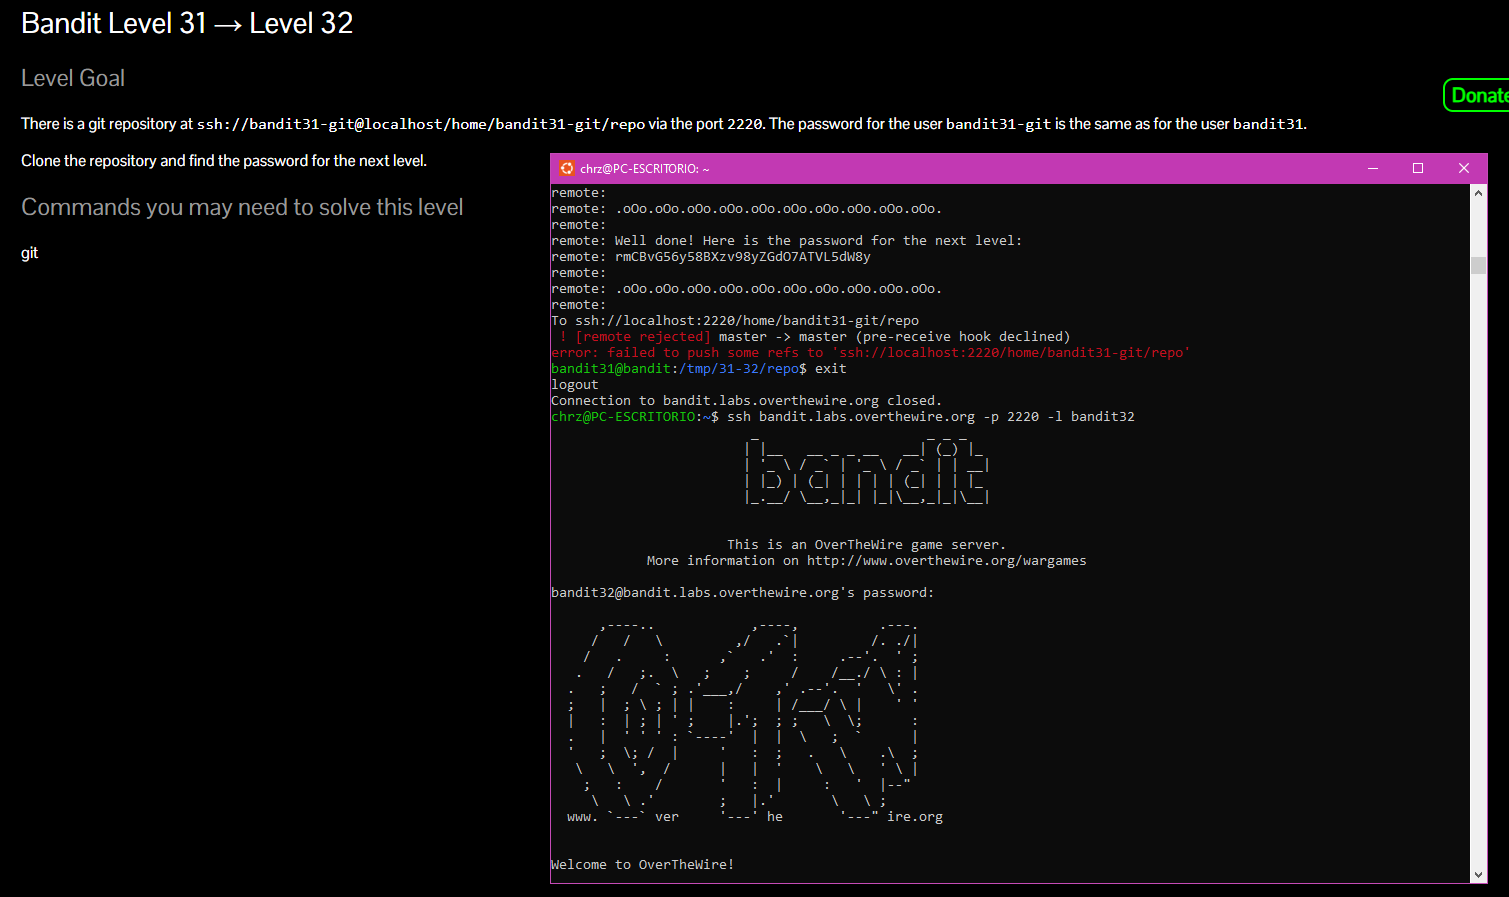 Bandit Level 31 → Level 32
Level Goal
Donate
There is a git repository at ssh://bandit31-git@localhost/home/bandit31-git/repo via the port 2220. The password for the user bandit31-git is the same as for the user bandit31.
Clone the repository and find the password for the next level.
Commands you may need to solve this level
git
chrz@PC-ESCRITORIO: ~
remote:
remote: .oOo.oOo.oOo.oOo.oOo.oOo.oOo.oOo.oOo.oOo.
remote:
remote: Well done! Here is the password for the next level:
remote: rmCBvG56y58BXzv98yZGdO7ATVL5dW8y
remote:
remote: .oOo.oOo.oOo.oOo.oOo.oOo.oOo.oOo.oOo.oOo.
remote:
To ssh://localhost:2220/home/bandit31-git/repo
! [remote rejected] master -> master (pre-receive hook declined)
error: failed to push some refs to 'ssh://localhost:2220/home/bandit31-git/repo'
bandit31@bandit:/tmp/31-32/repo$ exit
logout
Connection to bandit.labs.overthewire.org closed.
chrz@PC-ESCRITORIO:~$ ssh bandit.labs.overthewire.org -p 2220 -l bandit32
bandit
This is an OverTheWire game server.
More information on http://www.overthewire.org/wargames
bandit32@bandit.labs.overthewire.org's password:
www. `---` ver '---' he '---" ire.org
Welcome to OverTheWire!